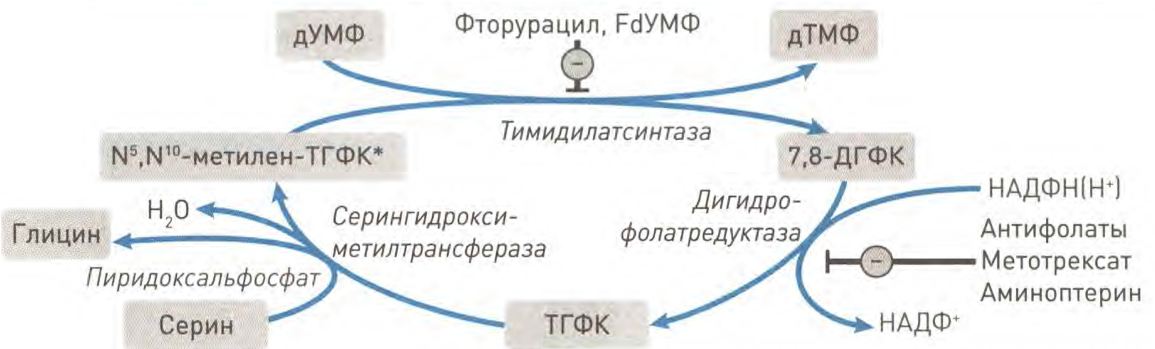 дУМФ
Фторурацил, FdУМФ
дТМФ
−
Тимидилатсинтаза
N⁵,N¹⁰-метилен-ТГФК*
7,8-ДГФК
H₂O
Глицин
Серингидрокси-
метилтрансфераза
Пиридоксальфосфат
Серин
ТГФК
Дигидро-
фолатредуктаза
НАДФН(Н⁺)
Антифолаты
− Метотрексат
Аминоптерин
НАДФ⁺